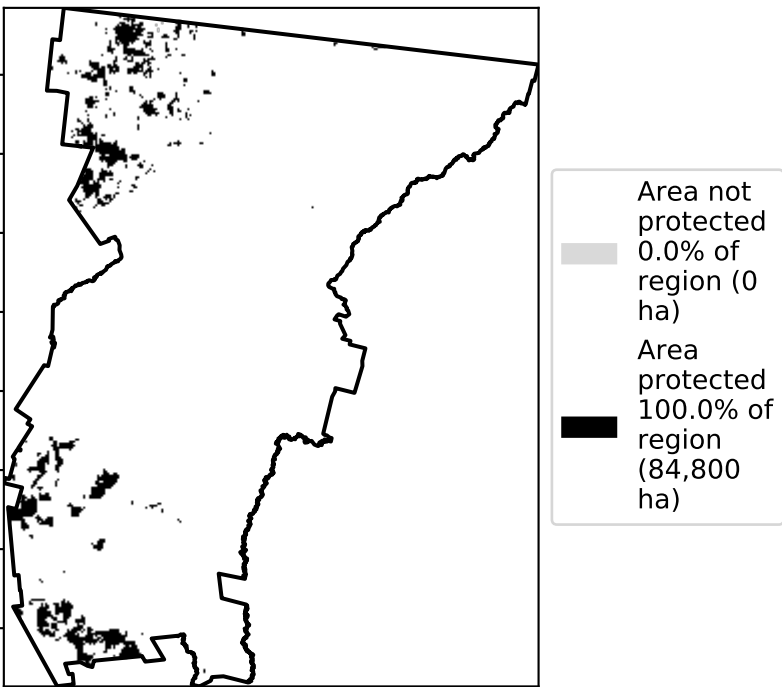 Area not
protected
0.0% of
region (0
ha)
Area
protected
100.0% of
region
(84,800
ha)